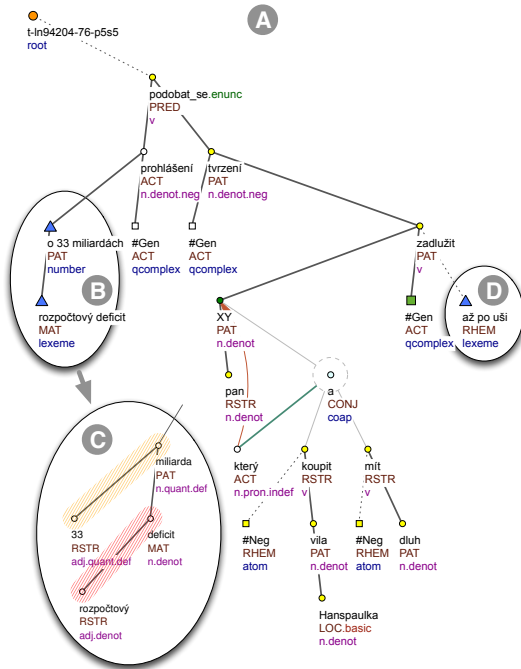 A
t-ln94204-76-p5s5
root
podobat_se.enunc
PRED
v
prohlášení
ACT
n.denot.neg
tvrzení
PAT
n.denot.neg
o 33 miliardách
PAT
number
#Gen
ACT
qcomplex
#Gen
ACT
qcomplex
zadlužit
PAT
v
B
D
rozpočtový deficit
MAT
lexeme
XY
PAT
n.denot
#Gen
ACT
qcomplex
až po uši
RHEM
lexeme
pan
RSTR
n.denot
a
CONJ
coap
C
miliarda
PAT
n.quant.def
který
ACT
n.pron.indef
koupit
RSTR
v
mít
RSTR
v
33
RSTR
adj.quant.def
deficit
MAT
n.denot
#Neg
RHEM
atom
vila
PAT
n.denot
#Neg
RHEM
atom
dluh
PAT
n.denot
rozpočtový
RSTR
adj.denot
Hanspaulka
LOC.basic
n.denot